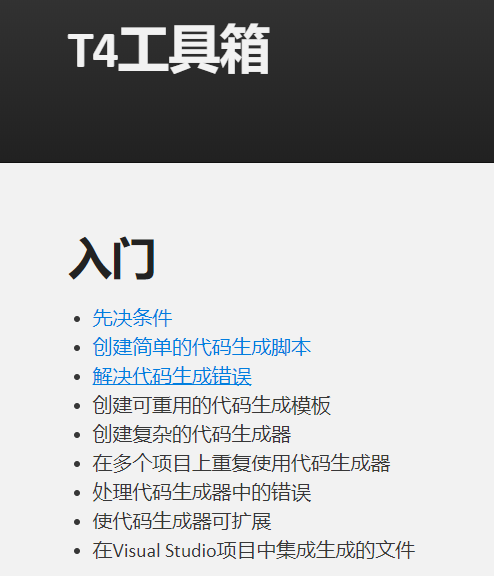 T4工具箱
入门
先决条件
创建简单的代码生成脚本
解决代码生成错误
创建可重用的代码生成模板
创建复杂的代码生成器
在多个项目上重复使用代码生成器
处理代码生成器中的错误
使代码生成器可扩展
在Visual Studio项目中集成生成的文件